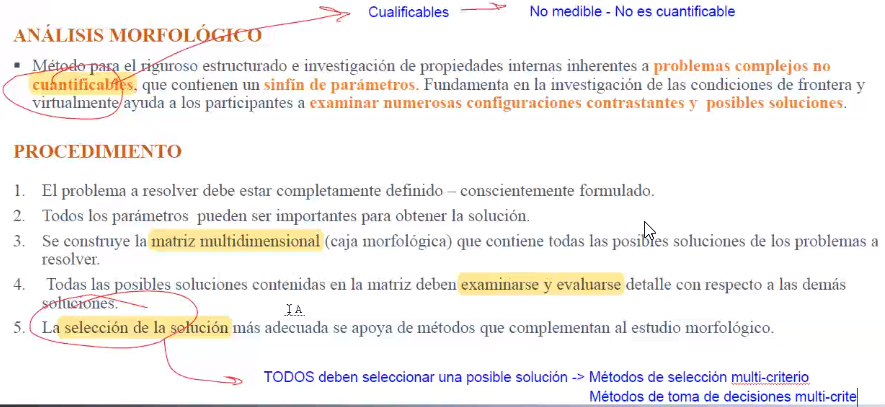 Cualificables
No medible - No es cuantificable
ANÁLISIS MORFOLÓGICO
▪ Método para el riguroso estructurado e investigación de propiedades internas inherentes a problemas complejos no
cuantificables, que contienen un sinfín de parámetros. Fundamenta en la investigación de las condiciones de frontera y
virtualmente ayuda a los participantes a examinar numerosas configuraciones contrastantes y posibles soluciones.
PROCEDIMIENTO
1. El problema a resolver debe estar completamente definido – conscientemente formulado.
2. Todos los parámetros pueden ser importantes para obtener la solución.
3. Se construye la matriz multidimensional (caja morfológica) que contiene todas las posibles soluciones de los problemas a
resolver.
4. Todas las posibles soluciones contenidas en la matriz deben examinarse y evaluarse detalle con respecto a las demás
soluciones.
5. La selección de la solución más adecuada se apoya de métodos que complementan al estudio morfológico.
TODOS deben seleccionar una posible solución -> Métodos de selección multi-criterio
Métodos de toma de decisiones multi-crite